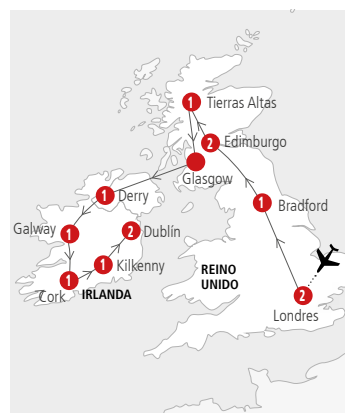 1 Tierras Altas
2 Edimburgo
Glasgow
1 Derry
1 Bradford
Galway 1
2 Dublín
1 Kilkenny
REINO
UNIDO
1
Cork
IRLANDA
2
Londres